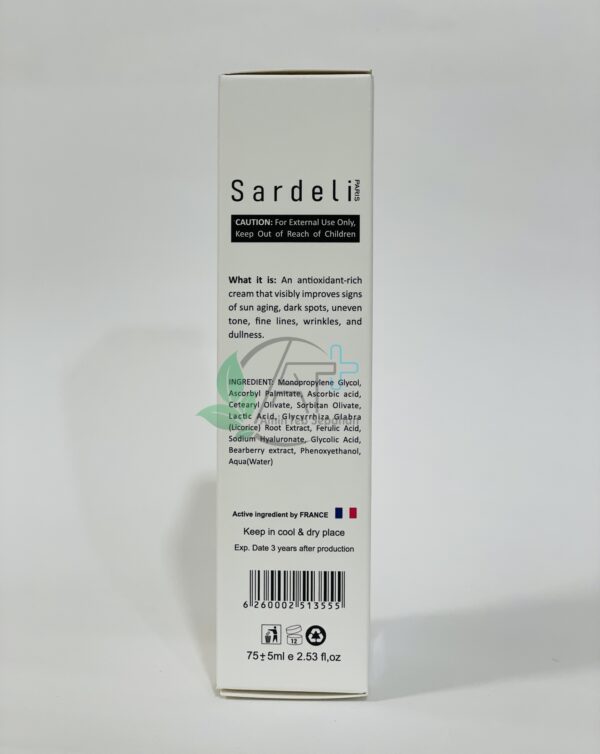 Sardeli PARIS
CAUTION: For External Use Only,
Keep Out of Reach of Children
What it is: An antioxidant-rich
cream that visibly improves signs
of sun aging, dark spots, uneven
tone, fine lines, wrinkles, and
dullness.
INGREDIENT: Monopropylene Glycol,
Ascorbyl Palmitate, Ascorbic acid,
Cetearyl Olivate, Sorbitan Olivate,
Lactic Acid, Glycyrrhiza Glabra
(Licorice) Root Extract, Ferulic Acid,
Sodium Hyaluronate, Glycolic Acid,
Bearberry extract, Phenoxyethanol,
Aqua(Water)
Active ingredient by FRANCE
Keep in cool & dry place
Exp. Date 3 years after production
6 260002 513555
12
75±5ml e 2.53 fl,oz